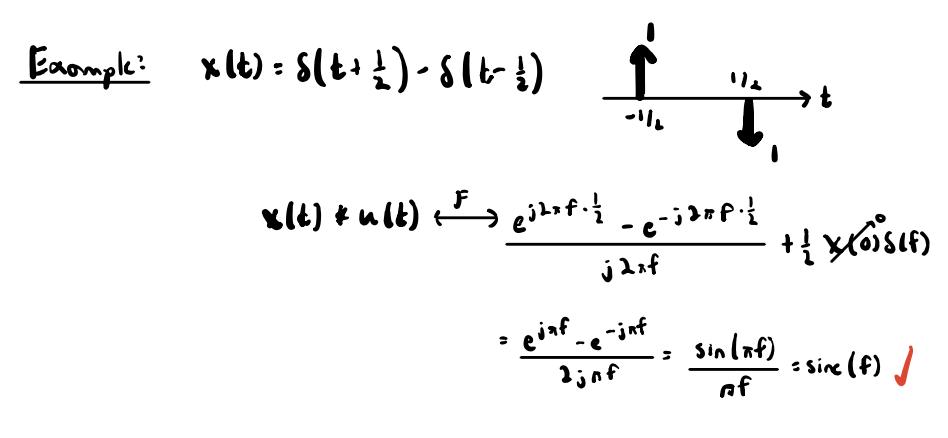 Example: x(t) = δ(t + 1/2) - δ(t - 1/2)
1
1/2
-1/2
t
1
x(t) * u(t) ⟷ F (e^{j2πf·1/2} - e^{-j2πf·1/2}) / (j2πf) + 1/2 X(0)δ(f) 0
= (e^{jπf} - e^{-jπf}) / (2jπf) = sin(πf) / (πf) = sinc(f) ✓